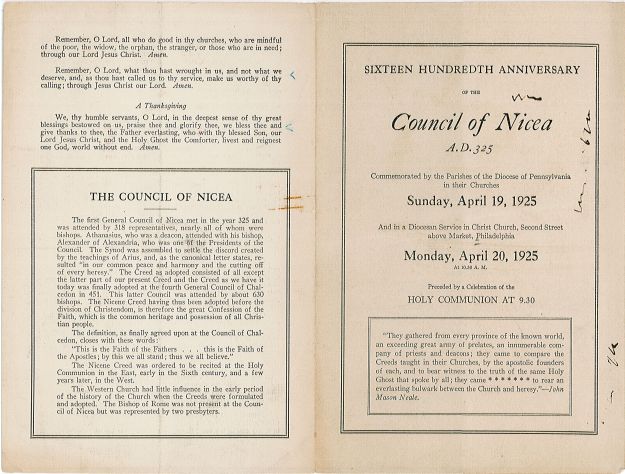 Remember, O Lord, all who do good in thy churches, who are mindful
of the poor, the widow, the orphan, the stranger, or those who are in need;
through our Lord Jesus Christ. Amen.
Remember, O Lord, what thou hast wrought in us, and not what we
deserve, and, as thou hast called us to thy service, make us worthy of thy
calling; through Jesus Christ our Lord. Amen.
A Thanksgiving
We, thy humble servants, O Lord, in the deepest sense of thy great
blessings bestowed on us, praise thee and glorify thee, we bless thee and
give thanks to thee, the Father everlasting, who with thy blessed Son, our
Lord Jesus Christ, and the Holy Ghost the Comforter, livest and reignest
one God, world without end. Amen.
THE COUNCIL OF NICEA
The first General Council of Nicea met in the year 325 and
was attended by 318 representatives, nearly all of whom were
bishops. Athanasius, who was a deacon, attended with his bishop,
Alexander of Alexandria, who was one of the Presidents of the
Council. The Synod was assembled to settle the discord created
by the teachings of Arius, and, as the canonical letter states, re-
sulted "in our common peace and harmony and the cutting off
of every heresy." The Creed as adopted consisted of all except
the latter part of our present Creed and the Creed as we have it
today was finally adopted at the fourth General Council of Chal-
cedon in 451. This latter Council was attended by about 630
bishops. The Nicene Creed having thus been adopted before the
division of Christendom, is therefore the great Confession of the
Faith, which is the common heritage and possession of all Chris-
tian people.
The definition, as finally agreed upon at the Council of Chal-
cedon, closes with these words:
"This is the Faith of the Fathers . . . this is the Faith of
the Apostles; by this we all stand; thus we all believe."
The Nicene Creed was ordered to be recited at the Holy
Communion in the East, early in the Sixth century, and a few
years later, in the West.
The Western Church had little influence in the early period
of the history of the Church when the Creeds were formulated
and adopted. The Bishop of Rome was not present at the Coun-
cil of Nicea but was represented by two presbyters.
SIXTEEN HUNDREDTH ANNIVERSARY
OF THE
Council of Nicea
A.D. 325
Commemorated by the Parishes of the Diocese of Pennsylvania
in their Churches
Sunday, April 19, 1925
And in a Diocesan Service in Christ Church, Second Street
above Market, Philadelphia
Monday, April 20, 1925
At 10.30 A. M.
Preceded by a Celebration of the
HOLY COMMUNION AT 9.30
"They gathered from every province of the known world,
an exceeding great army of prelates, an innumerable com-
pany of priests and deacons; they came to compare the
Creeds taught in their Churches, by the apostolic founders
of each, and to bear witness to the truth of the same Holy
Ghost that spoke by all; they came * * * * * * * to rear an
everlasting bulwark between the Church and heresy."—John
Mason Neale.